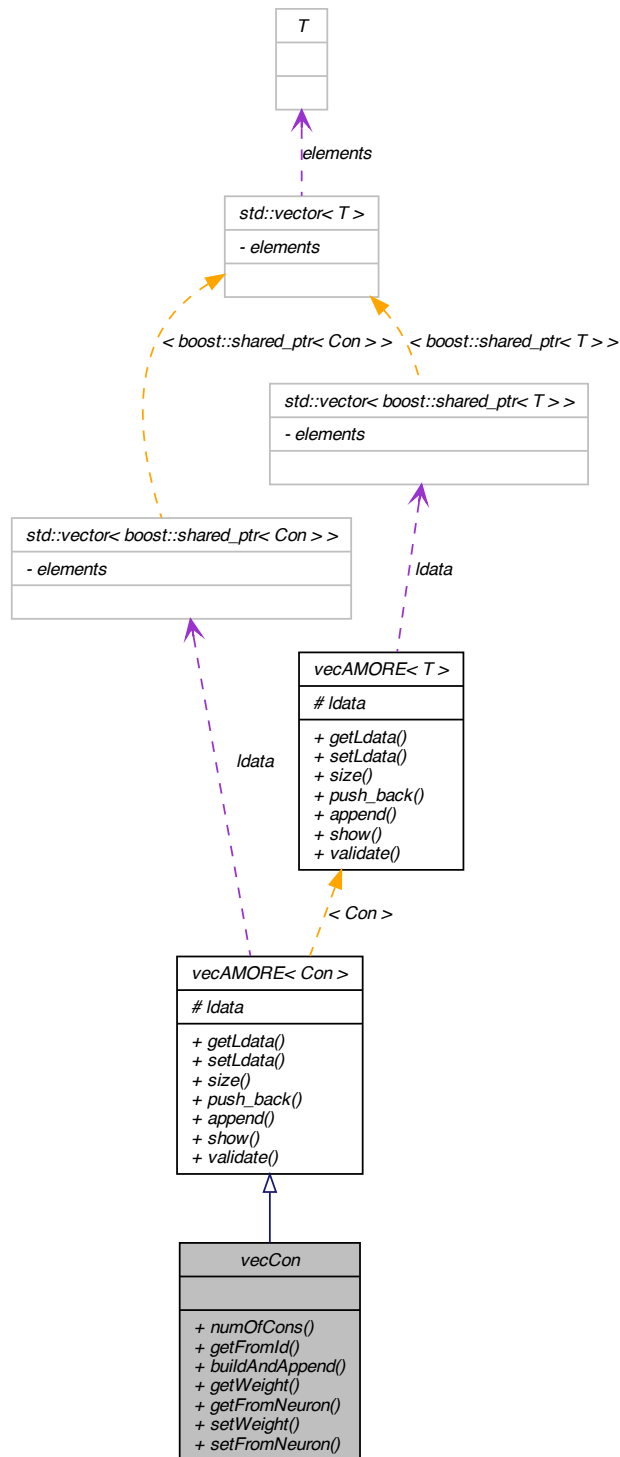 T
elements
std::vector< T >
- elements
< boost::shared_ptr< Con > >
< boost::shared_ptr< T > >
std::vector< boost::shared_ptr< T > >
- elements
std::vector< boost::shared_ptr< Con > >
- elements
ldata
vecAMORE< T >
# ldata
+ getLdata()
+ setLdata()
+ size()
+ push_back()
+ append()
+ show()
+ validate()
ldata
< Con >
vecAMORE< Con >
# ldata
+ getLdata()
+ setLdata()
+ size()
+ push_back()
+ append()
+ show()
+ validate()
vecCon
+ numOfCons()
+ getFromId()
+ buildAndAppend()
+ getWeight()
+ getFromNeuron()
+ setWeight()
+ setFromNeuron()